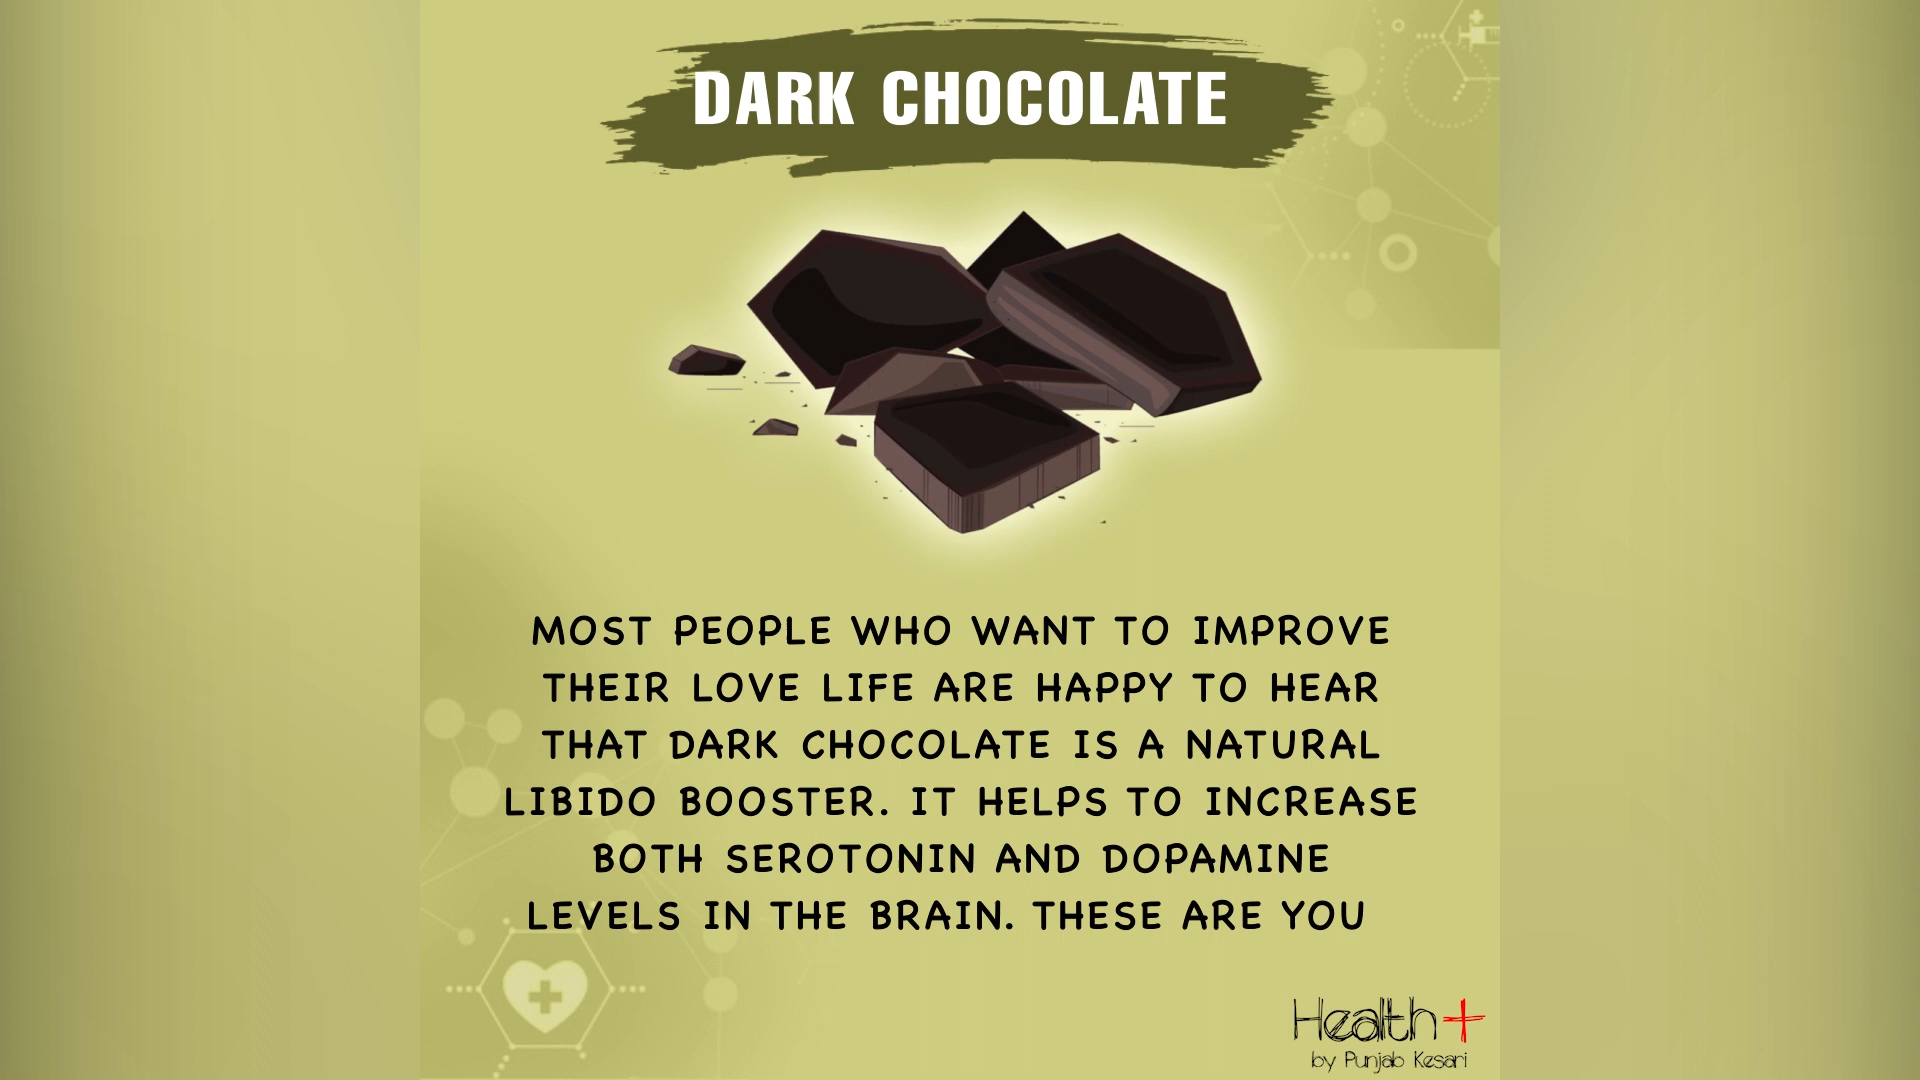 DARK CHOCOLATE
MOST PEOPLE WHO WANT TO IMPROVE
THEIR LOVE LIFE ARE HAPPY TO HEAR
THAT DARK CHOCOLATE IS A NATURAL
LIBIDO BOOSTER. IT HELPS TO INCREASE
BOTH SEROTONIN AND DOPAMINE
LEVELS IN THE BRAIN. THESE ARE YOU
Health+
by Punjab Kesari